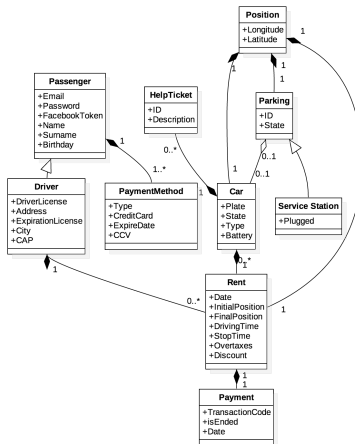 Position
+Longitude
+Latitude
1
1
1
1
Passenger
+Email
+Password
+FacebookToken
+Name
+Surname
+Birthday
1
1..*
HelpTicket
+ID
+Description
0..*
1
Parking
+ID
+State
0..1
0..1
Driver
+DriverLicense
+Address
+ExpirationLicense
+City
+CAP
1
0..*
PaymentMethod
+Type
+CreditCard
+ExpireDate
+CCV
Car
+Plate
+State
+Type
+Battery
1
0..*
1
Service Station
+Plugged
Rent
+Date
+InitialPosition
+FinalPosition
+DrivingTime
+StopTime
+Overtaxes
+Discount
1
1
1
Payment
+TransactionCode
+isEnded
+Date